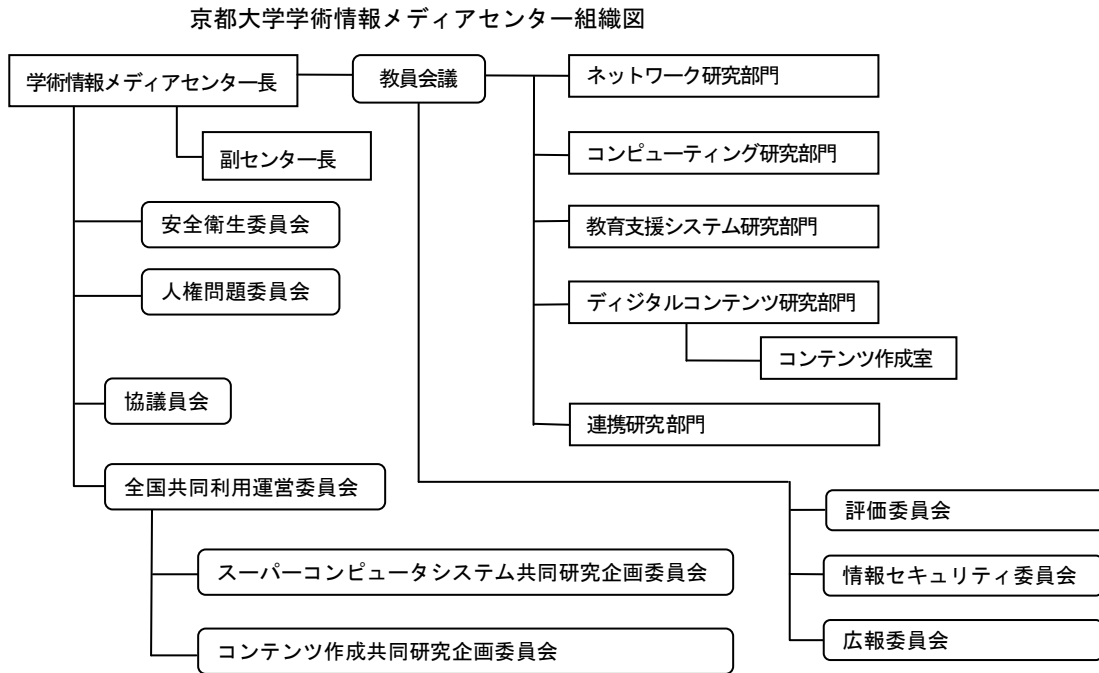 京都大学学術情報メディアセンター組織図
学術情報メディアセンター長
教員会議
ネットワーク研究部門
副センター長
コンピューティング研究部門
安全衛生委員会
教育支援システム研究部門
人権問題委員会
ディジタルコンテンツ研究部門
コンテンツ作成室
協議員会
連携研究部門
全国共同利用運営委員会
評価委員会
スーパーコンピュータシステム共同研究企画委員会
情報セキュリティ委員会
コンテンツ作成共同研究企画委員会
広報委員会